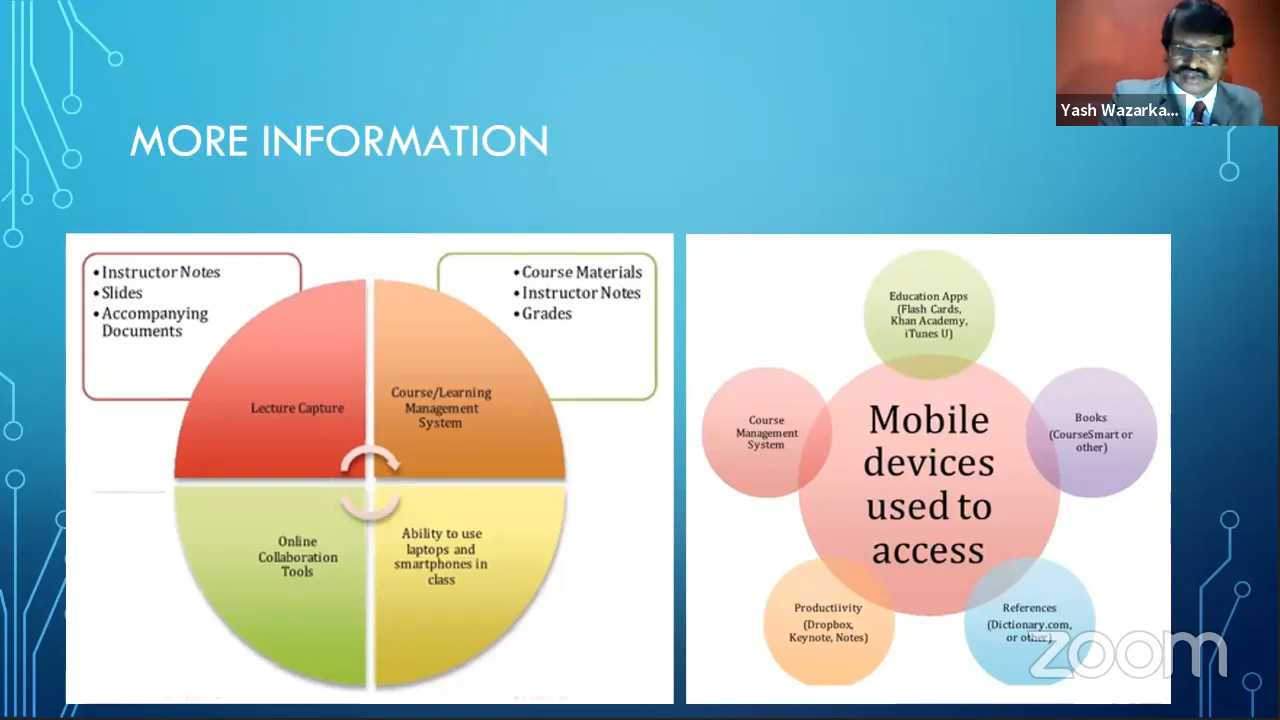 Yash Wazarka...
MORE INFORMATION
•Instructor Notes
•Slides
•Accompanying
Documents
•Course Materials
•Instructor Notes
•Grades
Lecture Capture
Course/Learning
Management
System
Online
Collaboration
Tools
Ability to use
laptops and
smartphones in
class
Education Apps
(Flash Cards,
Khan Academy,
iTunes U)
Course
Management
System
Mobile
devices
used to
access
Books
(CourseSmart or
other)
Productiivity
(Dropbox,
Keynote, Notes)
References
(Dictionary.com,
or other)
zoom